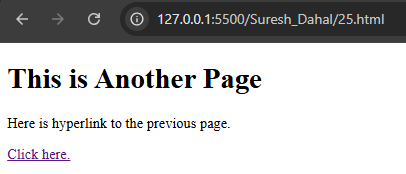 127.0.0.1:5500/Suresh_Dahal/25.html
This is Another Page
Here is hyperlink to the previous page.
Click here.